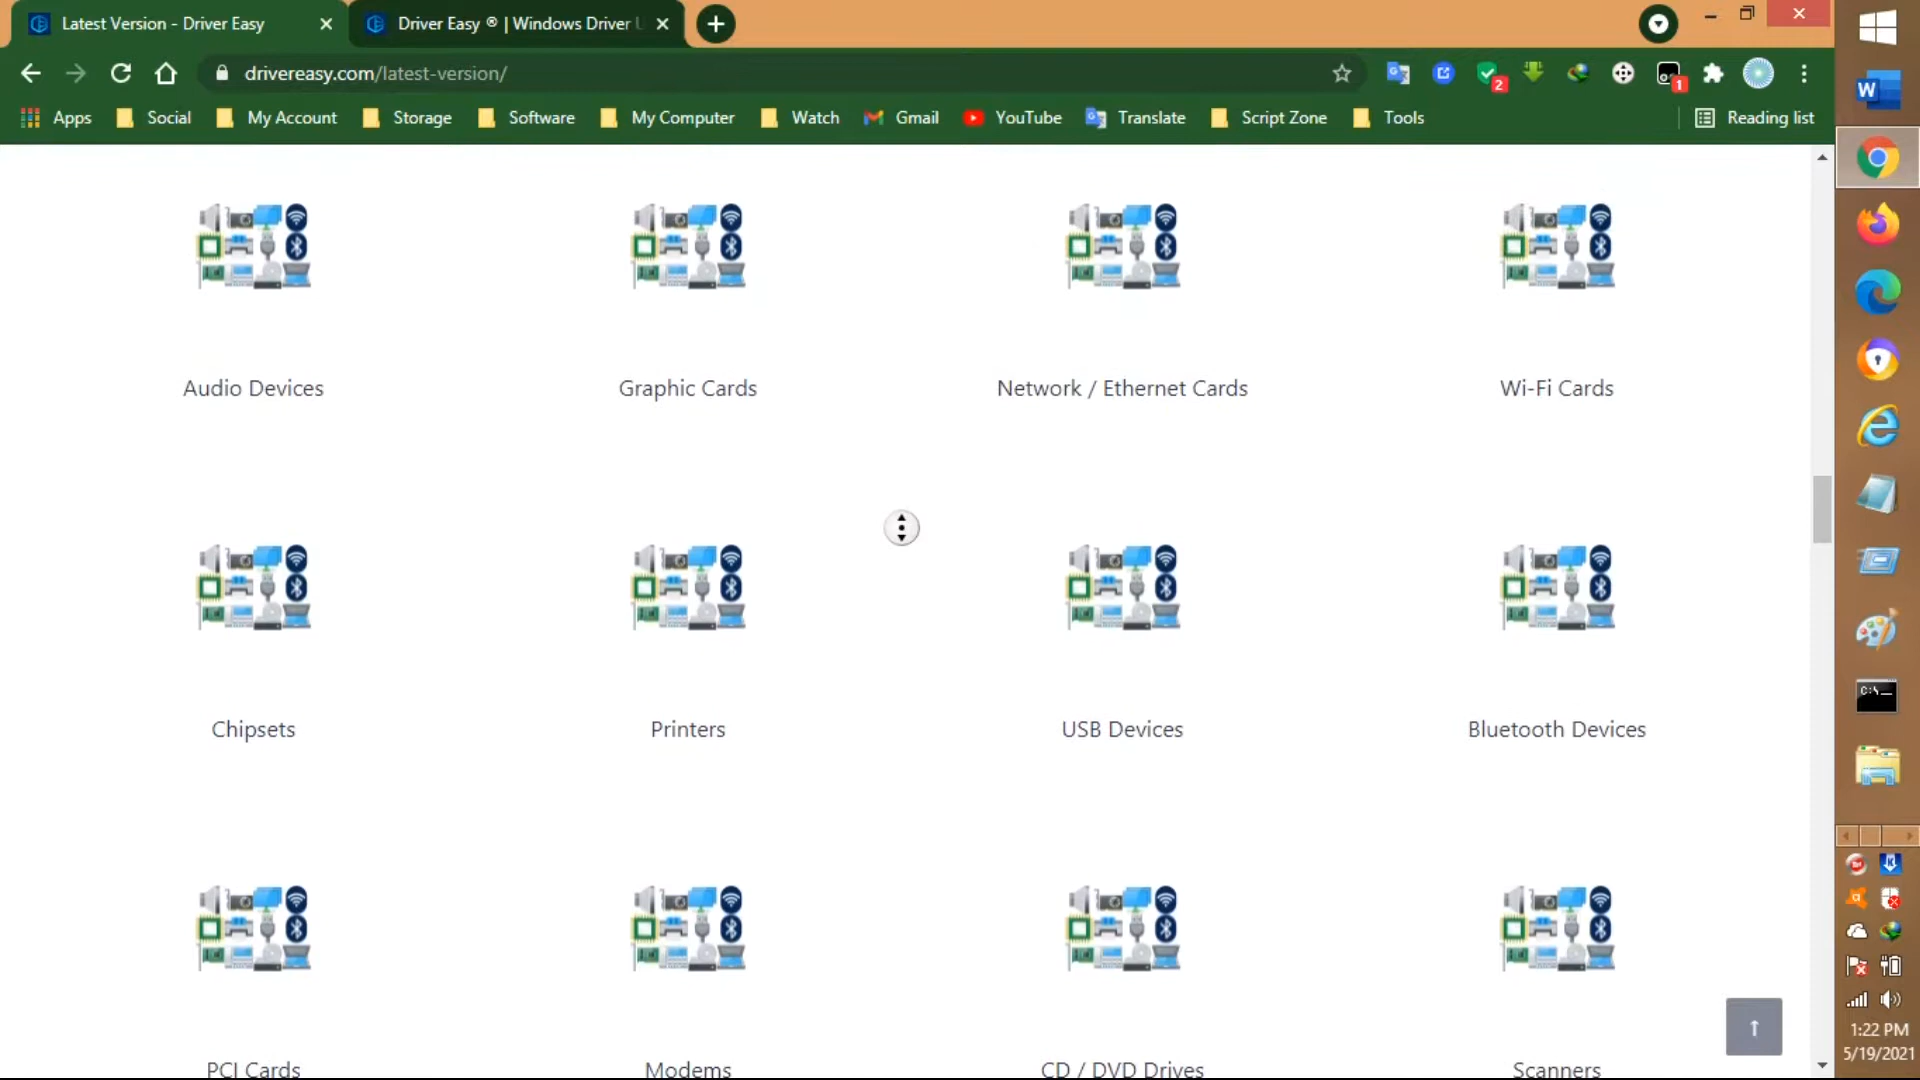 Latest Version - Driver Easy
Driver Easy ® | Windows Driver U
drivereasy.com/latest-version/
2
1
Apps
Social
My Account
Storage
Software
My Computer
Watch
Gmail
YouTube
Translate
Script Zone
Tools
Reading list
Audio Devices
Graphic Cards
Network / Ethernet Cards
Wi-Fi Cards
Chipsets
Printers
USB Devices
Bluetooth Devices
PCI Cards
Modems
CD / DVD Drives
Scanners
1:22 PM
5/19/2021